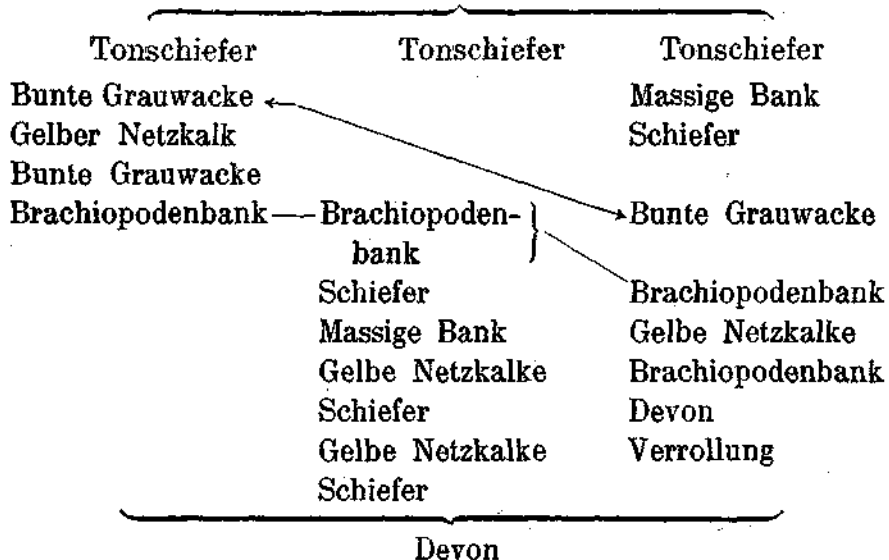 Tonschiefer Tonschiefer Tonschiefer
Bunte Grauwacke Massige Bank
Gelber Netzkalk Schiefer
Bunte Grauwacke
Brachiopodenbank — Brachiopoden- Bunte Grauwacke
bank
Schiefer Brachiopodenbank
Massige Bank Gelbe Netzkalke
Gelbe Netzkalke Brachiopodenbank
Schiefer Devon
Gelbe Netzkalke Verrollung
Schiefer
Devon